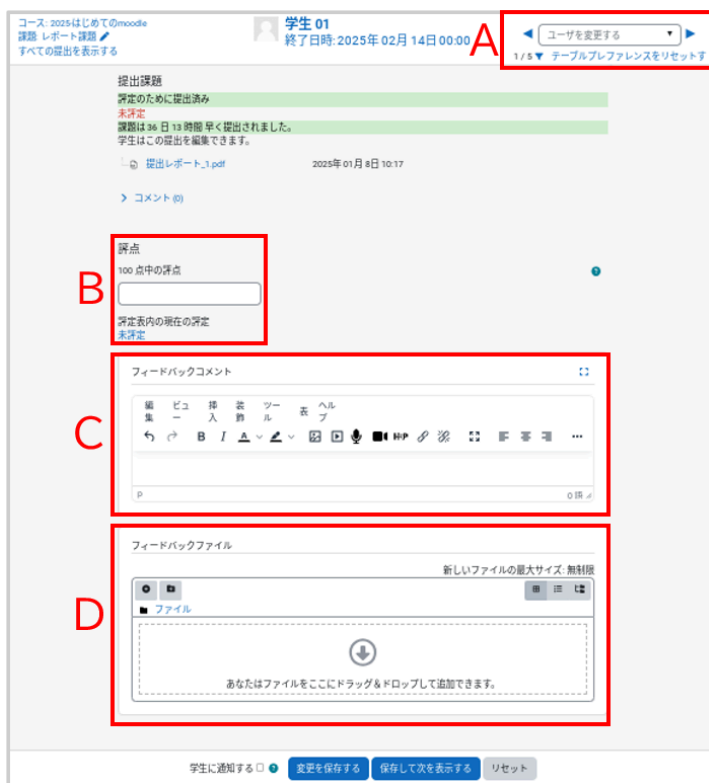 コース: 2025はじめてのmoodle
課題 レポート課題
すべての提出を表示する
学生 01
終了日時: 2025年 02月 14日 00:00
A
ユーザを変更する
1 / 5 テーブルプレファレンスをリセットす
提出課題
評定のために提出済み
未評定
課題は 36 日 13 時間 早く提出されました。
学生はこの提出を編集できます。
提出レポート_1.pdf 2025年 01月 8日 10:17
コメント (0)
B
評点
100 点中の評点
評定表内の現在の評定
未評定
C
フィードバックコメント
編集 ビュー 挿入 装飾 ツール 表 ヘルプ
B I A H5P
p 0 語
D
フィードバックファイル
新しいファイルの最大サイズ: 無制限
ファイル
あなたはファイルをここにドラッグ&ドロップして追加できます。
学生に通知する 変更を保存する 保存して次を表示する リセット